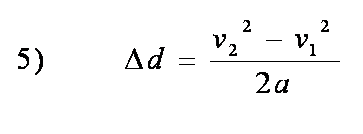 5) Δd = (v₂² − v₁²) / 2a